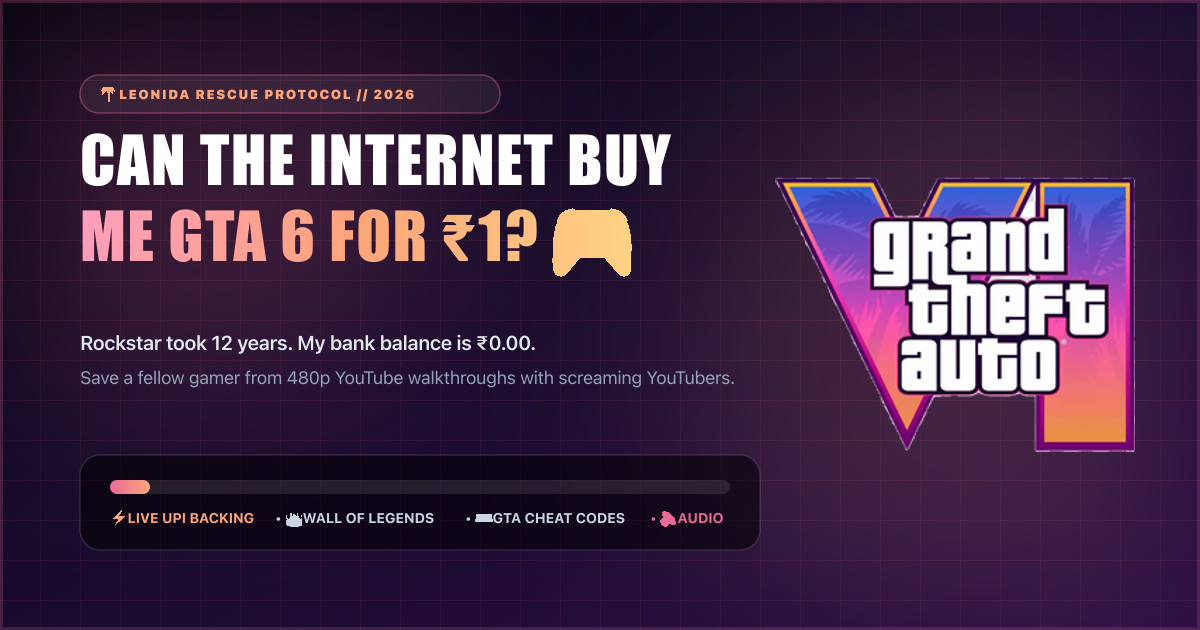 LEONIDA RESCUE PROTOCOL // 2026
CAN THE INTERNET BUY
ME GTA 6 FOR ₹1?
Rockstar took 12 years. My bank balance is ₹0.00.
Save a fellow gamer from 480p YouTube walkthroughs with screaming YouTubers.
VI
grand
theft
auto
LIVE UPI BACKING • WALL OF LEGENDS • GTA CHEAT CODES • AUDIO